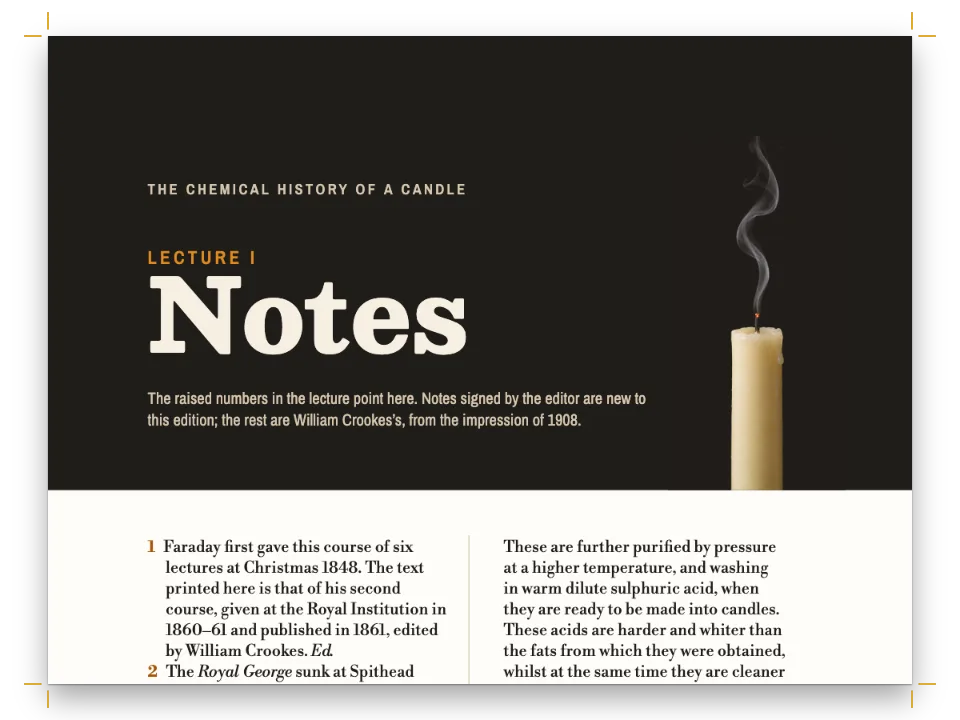 THE CHEMICAL HISTORY OF A CANDLE
LECTURE I
Notes
The raised numbers in the lecture point here. Notes signed by the editor are new to
this edition; the rest are William Crookes’s, from the impression of 1908.
1 Faraday first gave this course of six
lectures at Christmas 1848. The text
printed here is that of his second
course, given at the Royal Institution in
1860–61 and published in 1861, edited
by William Crookes. Ed.
2 The Royal George sunk at Spithead
These are further purified by pressure
at a higher temperature, and washing
in warm dilute sulphuric acid, when
they are ready to be made into candles.
These acids are harder and whiter than
the fats from which they were obtained,
whilst at the same time they are cleaner